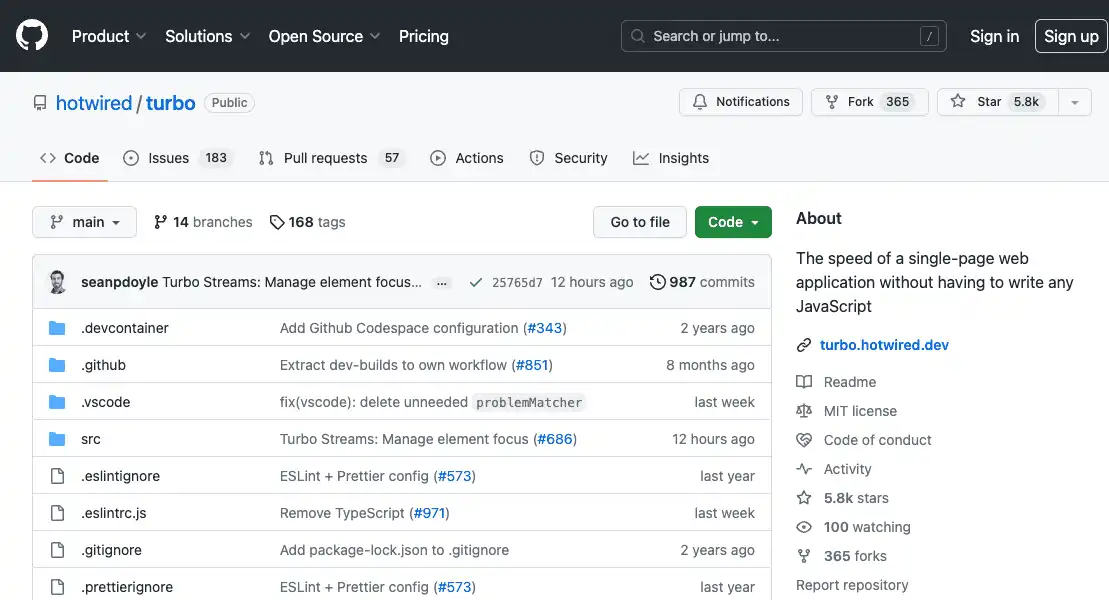 Product Solutions Open Source Pricing Search or jump to... / Sign in Sign up
hotwired / turbo Public Notifications Fork 365 Star 5.8k
Code Issues 183 Pull requests 57 Actions Security Insights
main 14 branches 168 tags Go to file Code
seanpdoyle Turbo Streams: Manage element focus... ... 25765d7 12 hours ago 987 commits
.devcontainer Add Github Codespace configuration (#343) 2 years ago
.github Extract dev-builds to own workflow (#851) 8 months ago
.vscode fix(vscode): delete unneeded problemMatcher last week
src Turbo Streams: Manage element focus (#686) 12 hours ago
.eslintignore ESLint + Prettier config (#573) last year
.eslintrc.js Remove TypeScript (#971) last week
.gitignore Add package-lock.json to .gitignore 2 years ago
.prettierignore ESLint + Prettier config (#573) last year
About
The speed of a single-page web
application without having to write any
JavaScript
turbo.hotwired.dev
Readme
MIT license
Code of conduct
Activity
5.8k stars
100 watching
365 forks
Report repository